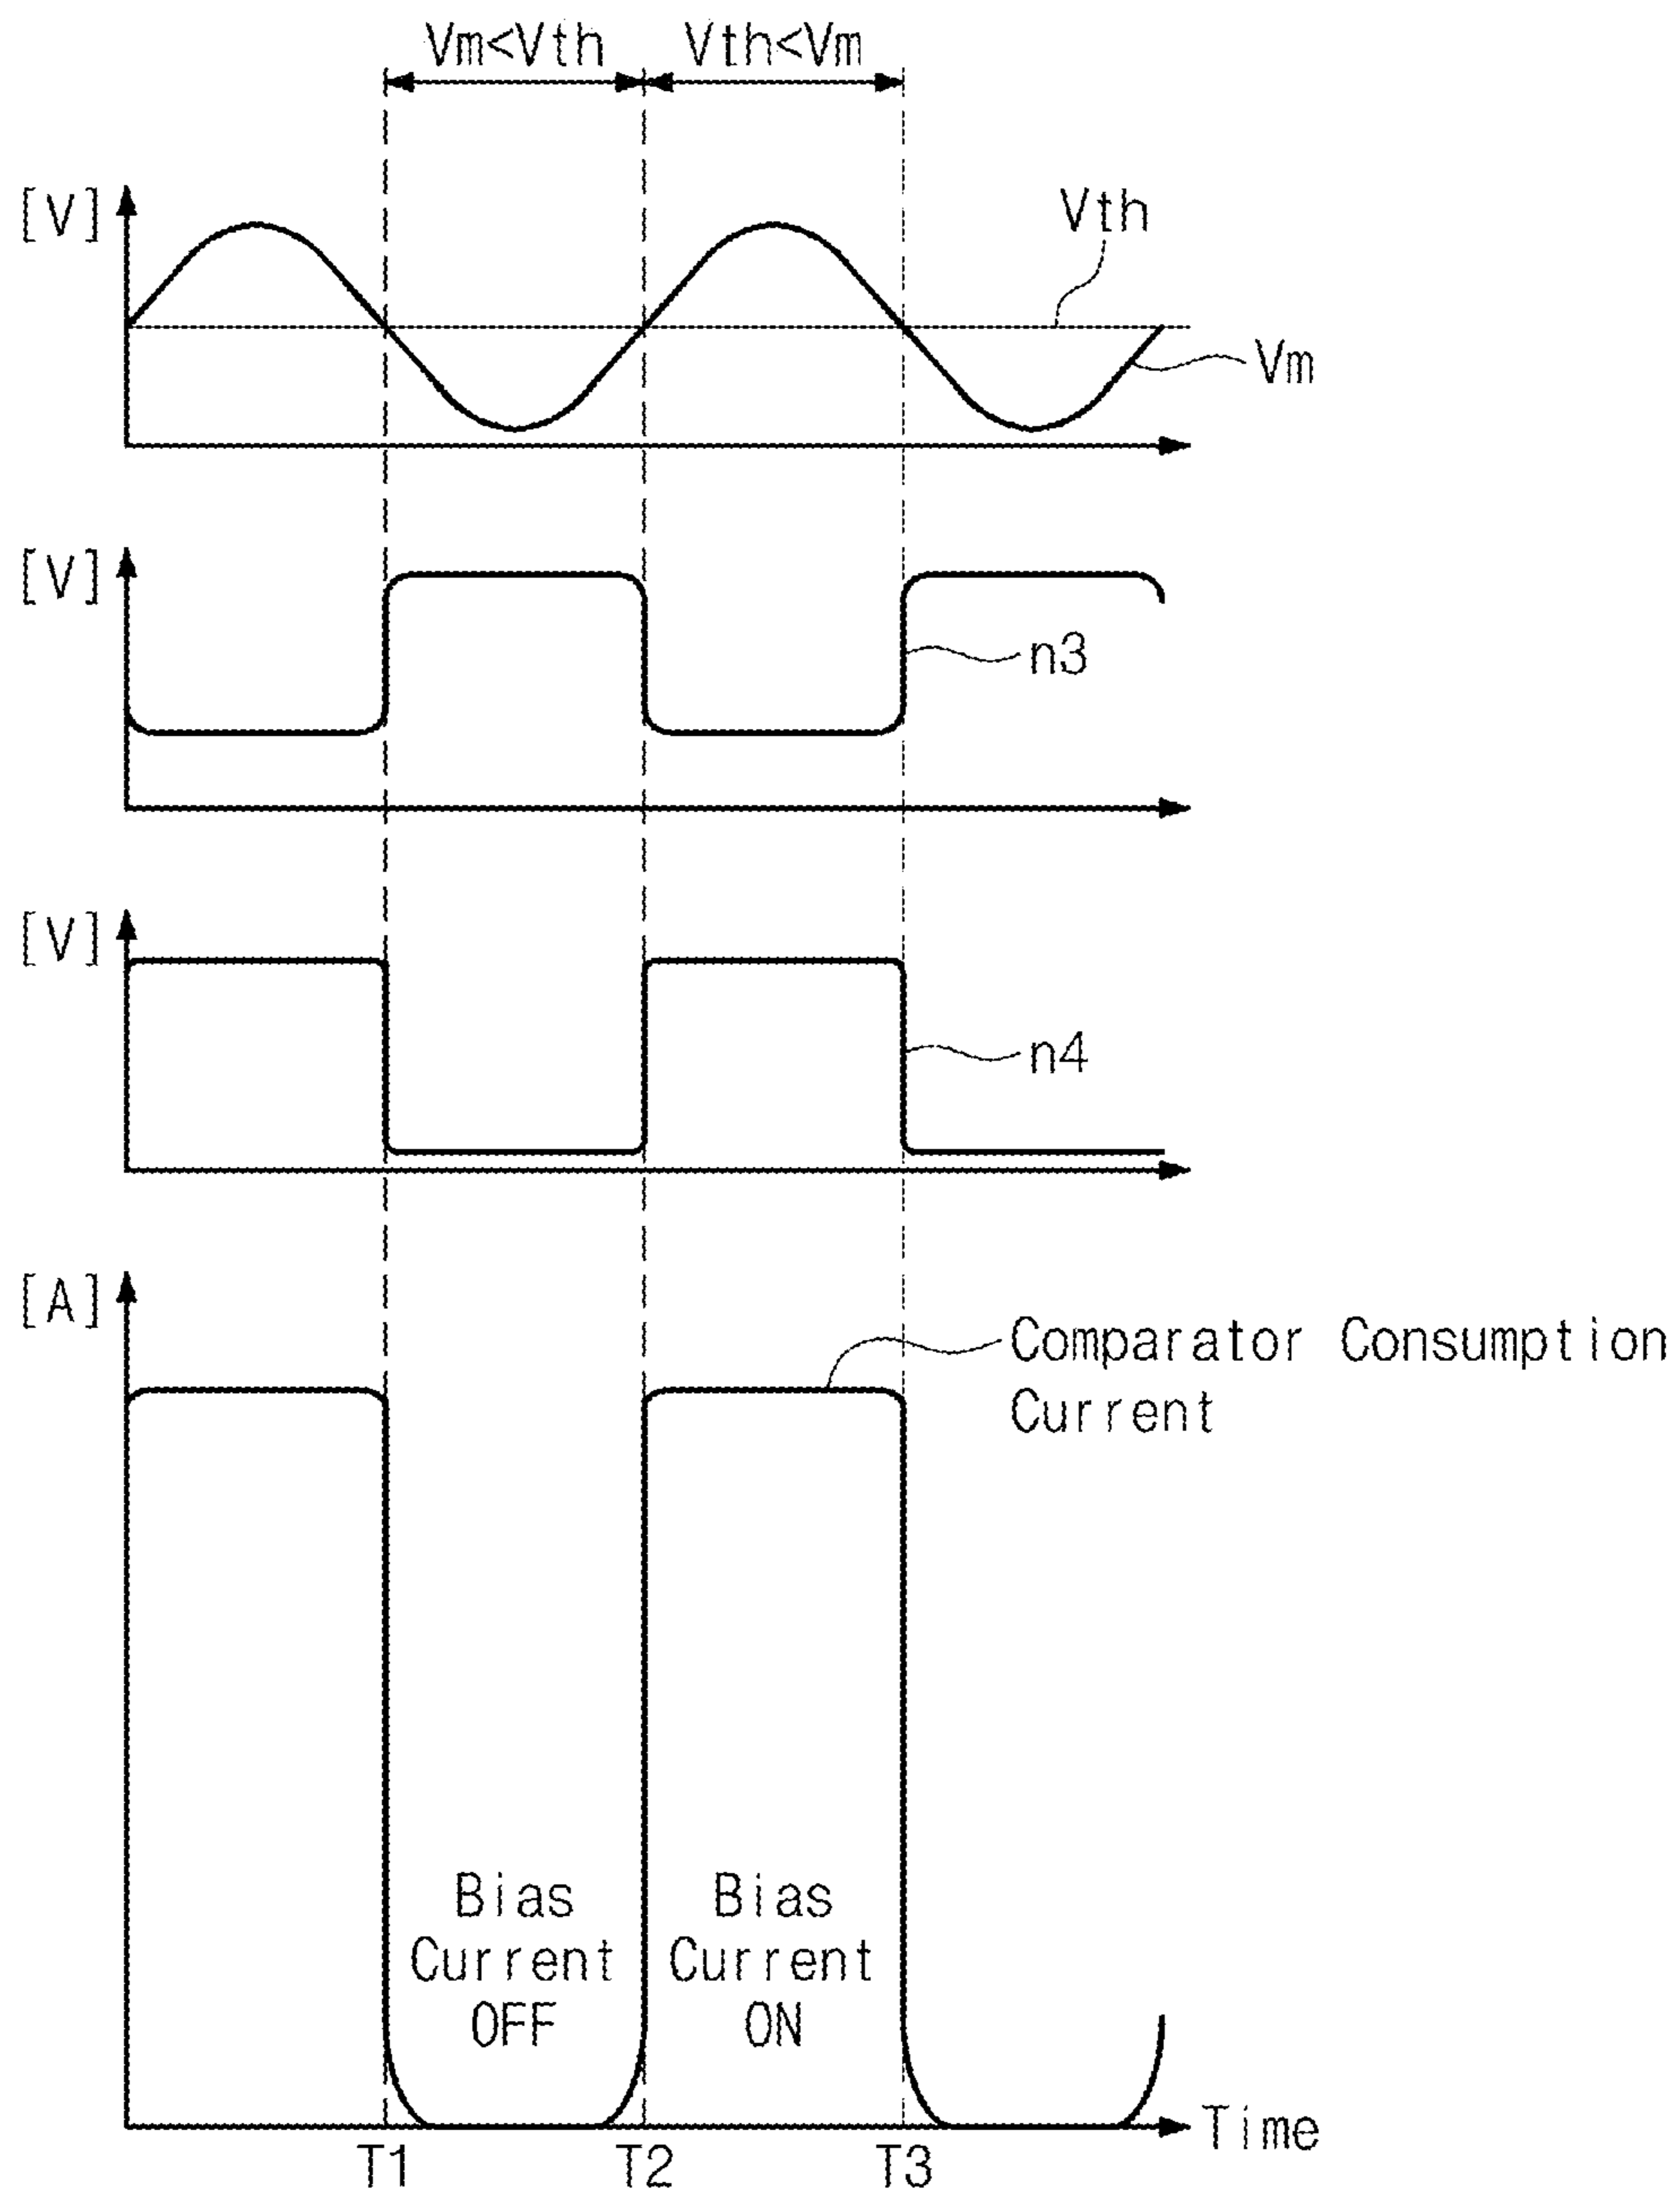 Vm<Vth Vth<Vm
[V]
Vth
Vm
[V]
n3
[V]
n4
[A]
Comparator Consumption
Current
Bias
Current
OFF
Bias
Current
ON
Time
T1 T2 T3